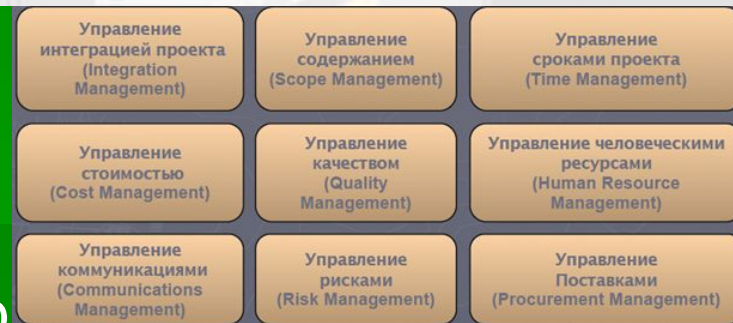 Управление
интеграцией проекта
(Integration
Management)
Управление
содержанием
(Scope Management)
Управление
сроками проекта
(Time Management)
Управление
стоимостью
(Cost Management)
Управление
качеством
(Quality
Management)
Управление человеческими
ресурсами
(Human Resource
Management)
Управление
коммуникациями
(Communications
Management)
Управление
рисками
(Risk Management)
Управление
Поставками
(Procurement Management)